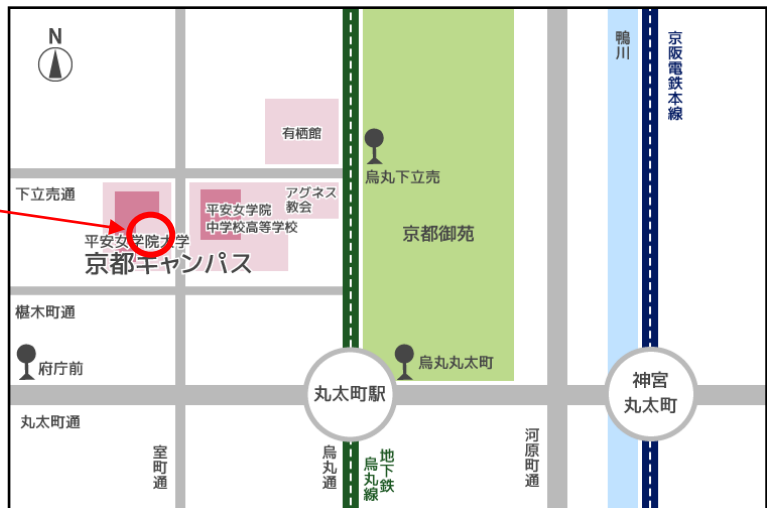 N
鴨川
京阪電鉄本線
有栖館
烏丸下立売
下立売通
アグネス
教会
平安女学院
中学校高等学校
平安女学院大学
京都キャンパス
京都御苑
椹木町通
府庁前
烏丸丸太町
丸太町駅
神宮
丸太町
丸太町通
室町通
烏丸通
地下鉄
烏丸線
河原町通